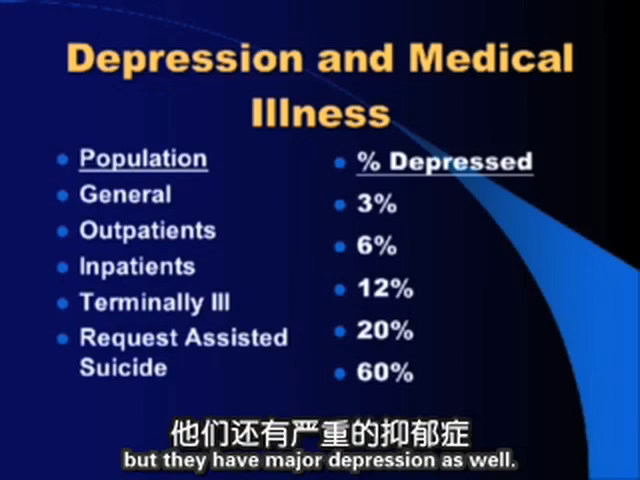 Depression and Medical
Illness
Population
General
Outpatients
Inpatients
Terminally Ill
Request Assisted
Suicide
% Depressed
3%
6%
12%
20%
60%
他们还有严重的抑郁症
but they have major depression as well.